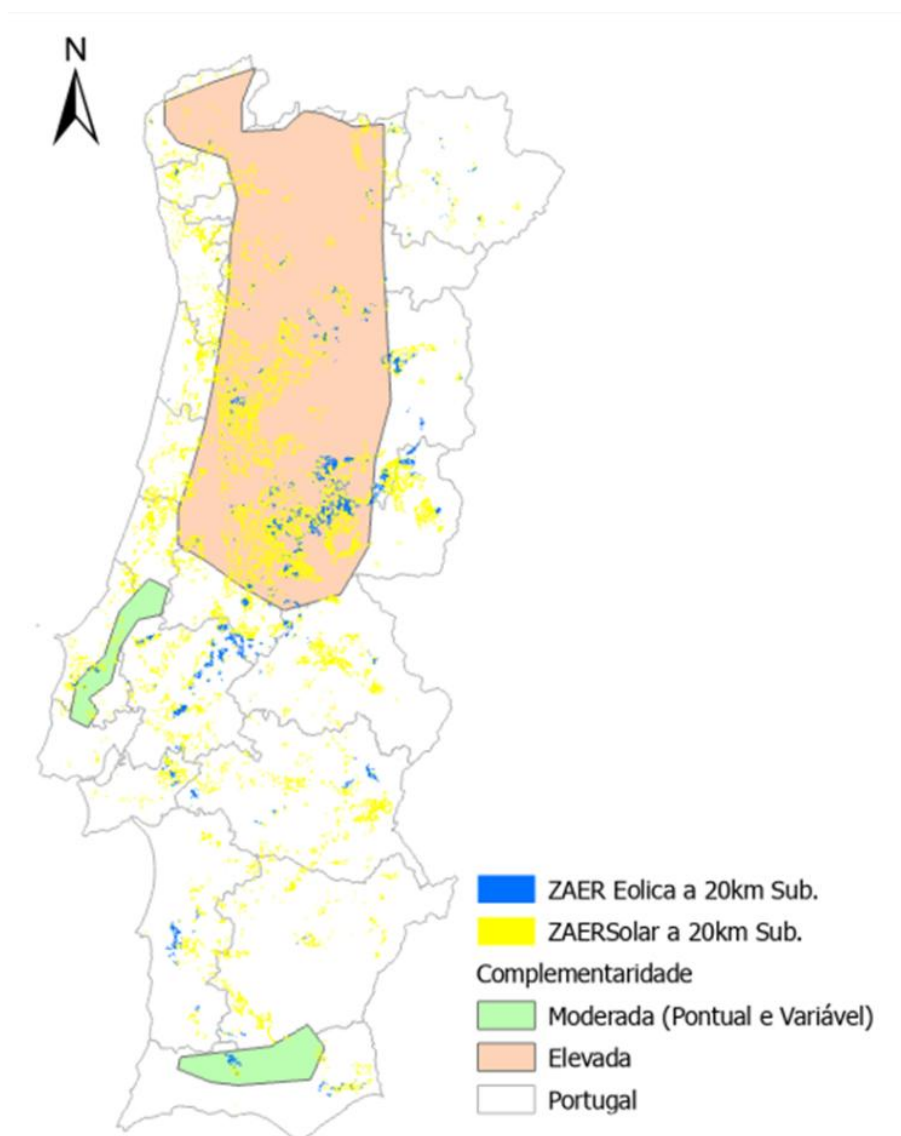 N
ZAER Eolica a 20km Sub.
ZAERSolar a 20km Sub.
Complementaridade
Moderada (Pontual e Variável)
Elevada
Portugal